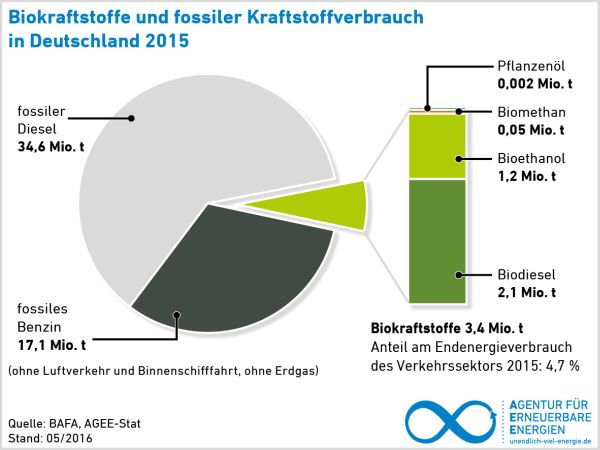 Biokraftstoffe und fossiler Kraftstoffverbrauch
in Deutschland 2015
fossiler
Diesel
34,6 Mio. t
fossiles
Benzin
17,1 Mio. t
Pflanzenöl
0,002 Mio. t
Biomethan
0,05 Mio. t
Bioethanol
1,2 Mio. t
Biodiesel
2,1 Mio. t
Biokraftstoffe 3,4 Mio. t
Anteil am Endenergieverbrauch
des Verkehrssektors 2015: 4,7 %
(ohne Luftverkehr und Binnenschifffahrt, ohne Erdgas)
Quelle: BAFA, AGEE-Stat
Stand: 05/2016
AGENTUR FÜR
ERNEUERBARE
ENERGIEN
unendlich-viel-energie.de